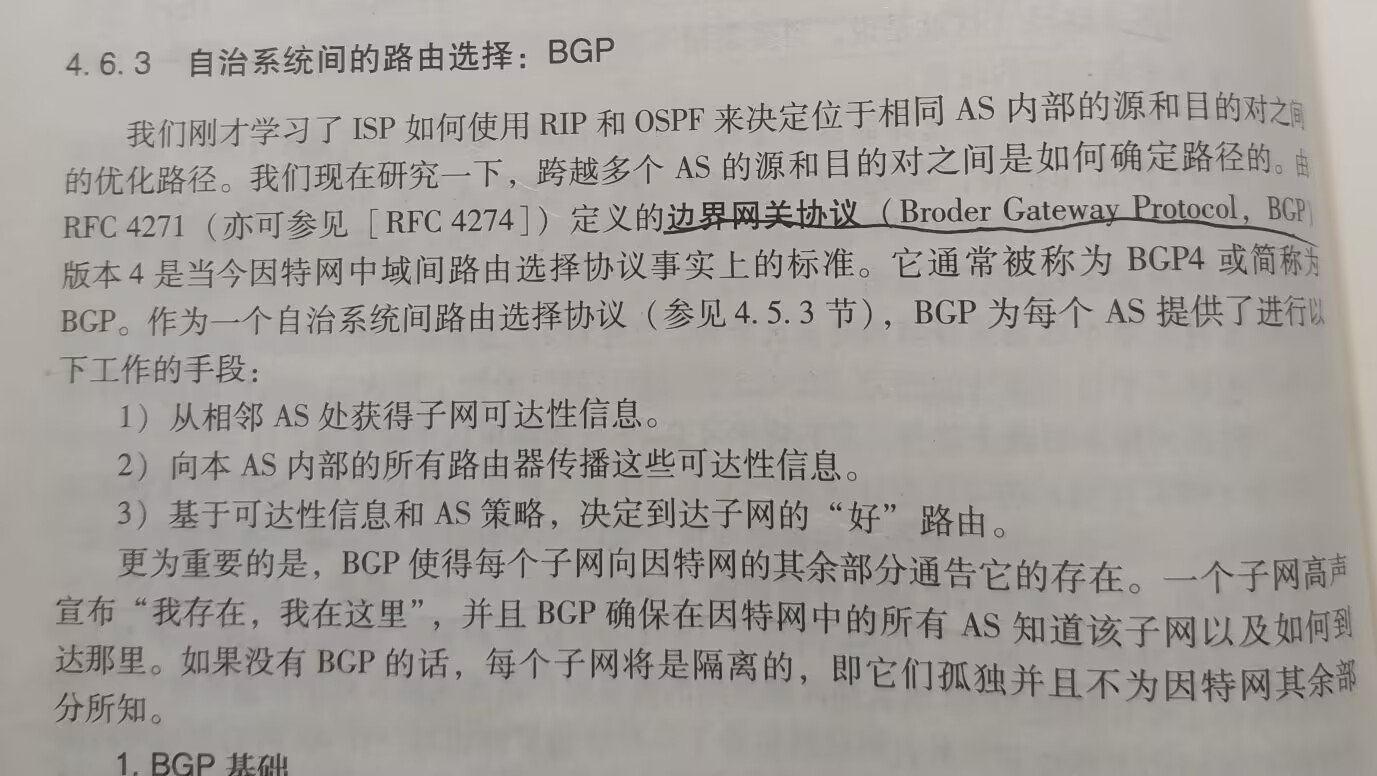 4.6.3 自治系统间的路由选择：BGP
我们刚才学习了 ISP 如何使用 RIP 和 OSPF 来决定位于相同 AS 内部的源和目的对之间
的优化路径。我们现在研究一下，跨越多个 AS 的源和目的对之间是如何确定路径的。由
RFC 4271（亦可参见［RFC 4274］）定义的边界网关协议（Broder Gateway Protocol，BGP）
版本 4 是当今因特网中域间路由选择协议事实上的标准。它通常被称为 BGP4 或简称为
BGP。作为一个自治系统间路由选择协议（参见 4.5.3 节），BGP 为每个 AS 提供了进行以
下工作的手段：
1）从相邻 AS 处获得子网可达性信息。
2）向本 AS 内部的所有路由器传播这些可达性信息。
3）基于可达性信息和 AS 策略，决定到达子网的“好”路由。
更为重要的是，BGP 使得每个子网向因特网的其余部分通告它的存在。一个子网高声
宣布“我存在，我在这里”，并且 BGP 确保在因特网中的所有 AS 知道该子网以及如何到
达那里。如果没有 BGP 的话，每个子网将是隔离的，即它们孤独并且不为因特网其余部
分所知。
1. BGP 基础